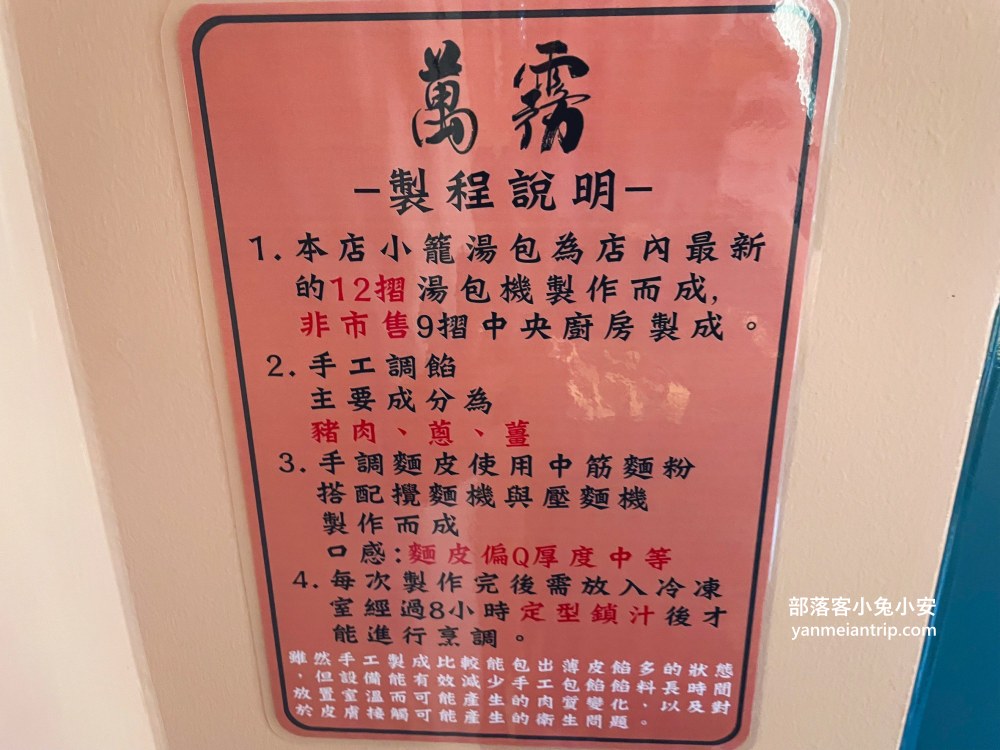 萬霧
-製程說明-
1.本店小籠湯包為店內最新
的12摺湯包機製作而成,
非市售9摺中央廚房製成。
2.手工調餡
主要成分為
豬肉、蔥、薑
3.手調麵皮使用中筋麵粉
搭配攪麵機與壓麵機
製作而成
口感:麵皮偏Q厚度中等
4.每次製作完後需放入冷凍
室經過8小時定型鎖汁後才
能進行烹調。
雖然手工製成比較能包出薄皮餡多的狀態
,但設備能有效減少手工包餡餡料長時間
放置室溫而可能產生的肉質變化、以及對
於皮膚接觸可能產生的衛生問題。
部落客小兔小安
yanmeiantrip.com